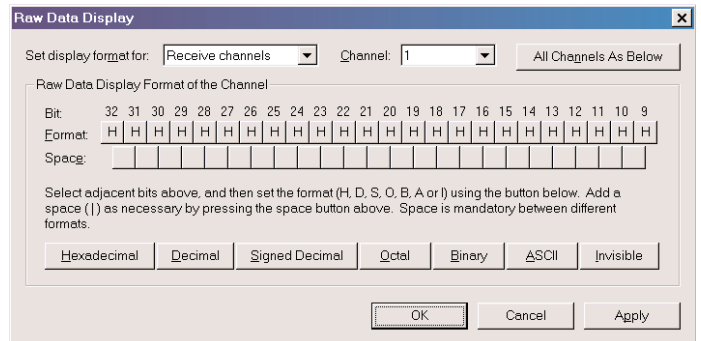 Raw Data Display
Set display format for: Receive channels Channel: 1 All Channels As Below
Raw Data Display Format of the Channel
Bit: 32 31 30 29 28 27 26 25 24 23 22 21 20 19 18 17 16 15 14 13 12 11 10 9
Format: H H H H H H H H H H H H H H H H H H H H H H H H
Space:
Select adjacent bits above, and then set the format (H, D, S, O, B, A or I) using the button below. Add a
space ( | ) as necessary by pressing the space button above. Space is mandatory between different
formats.
Hexadecimal Decimal Signed Decimal Octal Binary ASCII Invisible
OK Cancel Apply